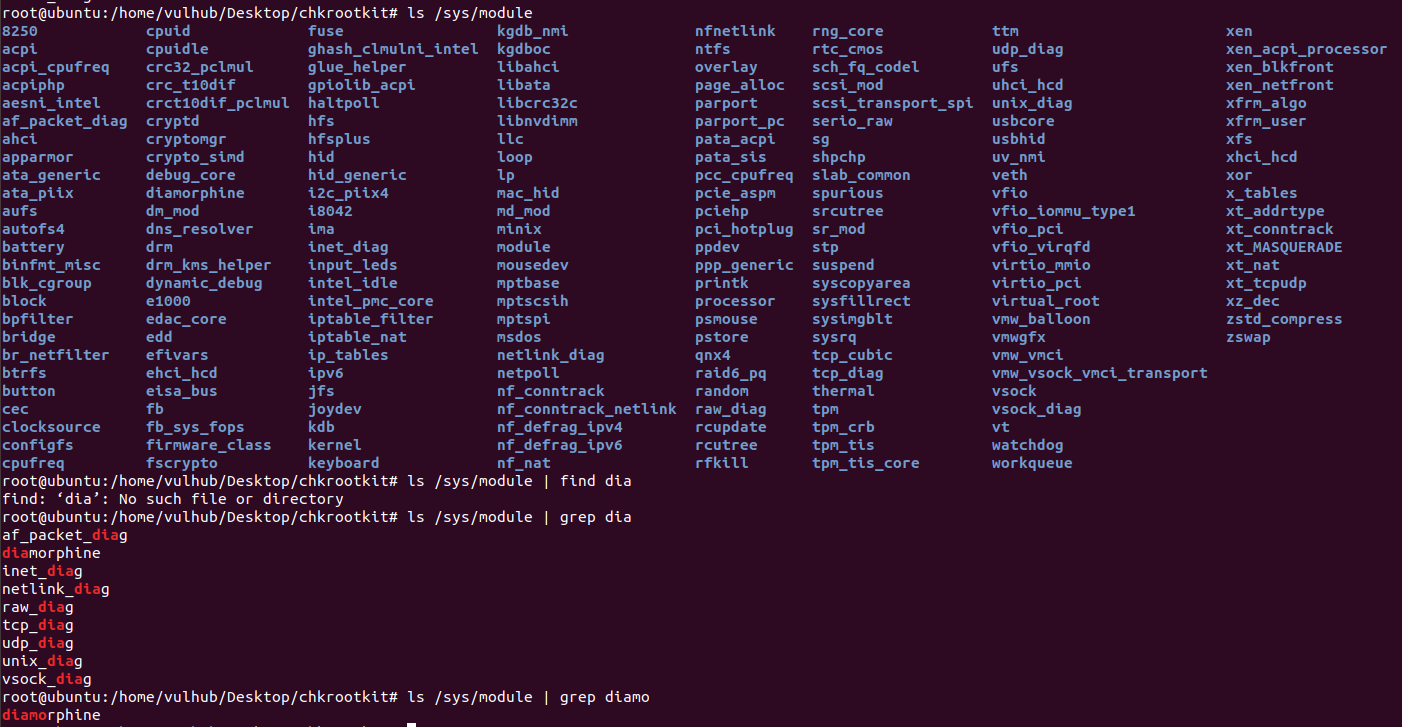 root@ubuntu:/home/vulhub/Desktop/chkrootkit# ls /sys/module
8250 cpuid fuse kgdb_nmi nfnetlink rng_core ttm xen
acpi cpuidle ghash_clmulni_intel kgdboc ntfs rtc_cmos udp_diag xen_acpi_processor
acpi_cpufreq crc32_pclmul glue_helper libahci overlay sch_fq_codel ufs xen_blkfront
acpiphp crc_t10dif gpiolib_acpi libata page_alloc scsi_mod uhci_hcd xen_netfront
aesni_intel crct10dif_pclmul haltpoll libcrc32c parport scsi_transport_spi unix_diag xfrm_algo
af_packet_diag cryptd hfs libnvdimm parport_pc serio_raw usbcore xfrm_user
ahci cryptomgr hfsplus llc pata_acpi sg usbhid xfs
apparmor crypto_simd hid loop pata_sis shpchp uv_nmi xhci_hcd
ata_generic debug_core hid_generic lp pcc_cpufreq slab_common veth xor
ata_piix diamorphine i2c_piix4 mac_hid pcie_aspm spurious vfio x_tables
aufs dm_mod i8042 md_mod pciehp srcutree vfio_iommu_type1 xt_addrtype
autofs4 dns_resolver ima minix pci_hotplug sr_mod vfio_pci xt_conntrack
battery drm inet_diag module ppdev stp vfio_virqfd xt_MASQUERADE
binfmt_misc drm_kms_helper input_leds mousedev ppp_generic suspend virtio_mmio xt_nat
blk_cgroup dynamic_debug intel_idle mptbase printk syscopyarea virtio_pci xt_tcpudp
block e1000 intel_pmc_core mptscsih processor sysfillrect virtual_root xz_dec
bpfilter edac_core iptable_filter mptspi psmouse sysimgblt vmw_balloon zstd_compress
bridge edd iptable_nat msdos pstore sysrq vmwgfx zswap
br_netfilter efivars ip_tables netlink_diag qnx4 tcp_cubic vmw_vmci
btrfs ehci_hcd ipv6 netpoll raid6_pq tcp_diag vmw_vsock_vmci_transport
button eisa_bus jfs nf_conntrack random thermal vsock
cec fb joydev nf_conntrack_netlink raw_diag tpm vsock_diag
clocksource fb_sys_fops kdb nf_defrag_ipv4 rcupdate tpm_crb vt
configfs firmware_class kernel nf_defrag_ipv6 rcutree tpm_tis watchdog
cpufreq fscrypto keyboard nf_nat rfkill tpm_tis_core workqueue
root@ubuntu:/home/vulhub/Desktop/chkrootkit# ls /sys/module | find dia
find: ‘dia’: No such file or directory
root@ubuntu:/home/vulhub/Desktop/chkrootkit# ls /sys/module | grep dia
af_packet_diag
diamorphine
inet_diag
netlink_diag
raw_diag
tcp_diag
udp_diag
unix_diag
vsock_diag
root@ubuntu:/home/vulhub/Desktop/chkrootkit# ls /sys/module | grep diamo
diamorphine